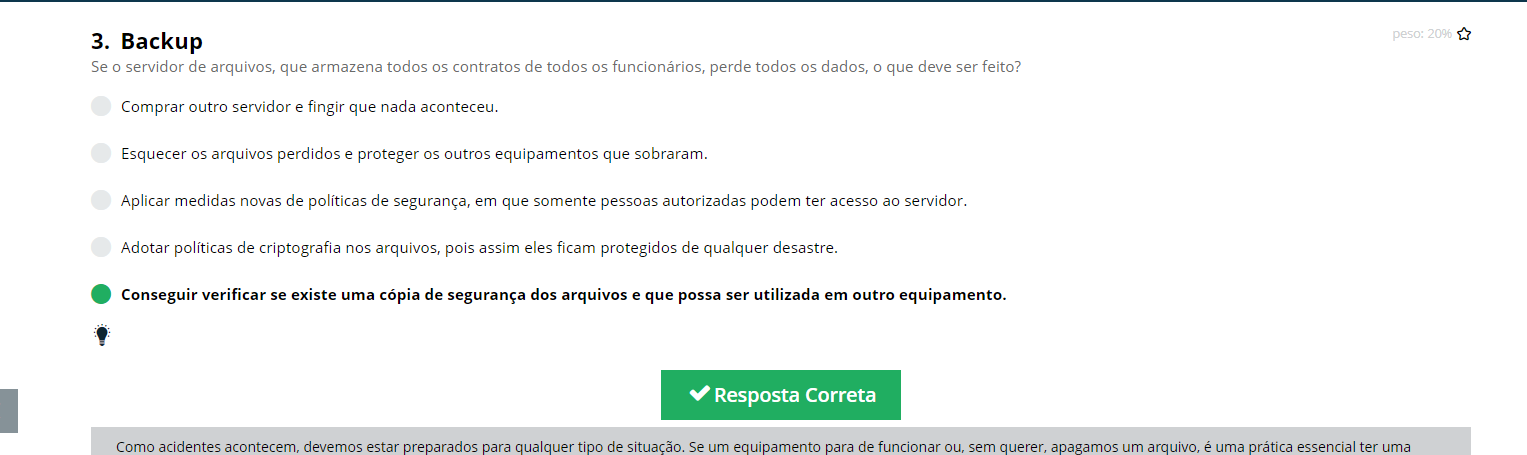 3. Backup
peso: 20%
Se o servidor de arquivos, que armazena todos os contratos de todos os funcionários, perde todos os dados, o que deve ser feito?
Comprar outro servidor e fingir que nada aconteceu.
Esquecer os arquivos perdidos e proteger os outros equipamentos que sobraram.
Aplicar medidas novas de políticas de segurança, em que somente pessoas autorizadas podem ter acesso ao servidor.
Adotar políticas de criptografia nos arquivos, pois assim eles ficam protegidos de qualquer desastre.
Conseguir verificar se existe uma cópia de segurança dos arquivos e que possa ser utilizada em outro equipamento.
Resposta Correta
Como acidentes acontecem, devemos estar preparados para qualquer tipo de situação. Se um equipamento para de funcionar ou, sem querer, apagamos um arquivo, é uma prática essencial ter uma